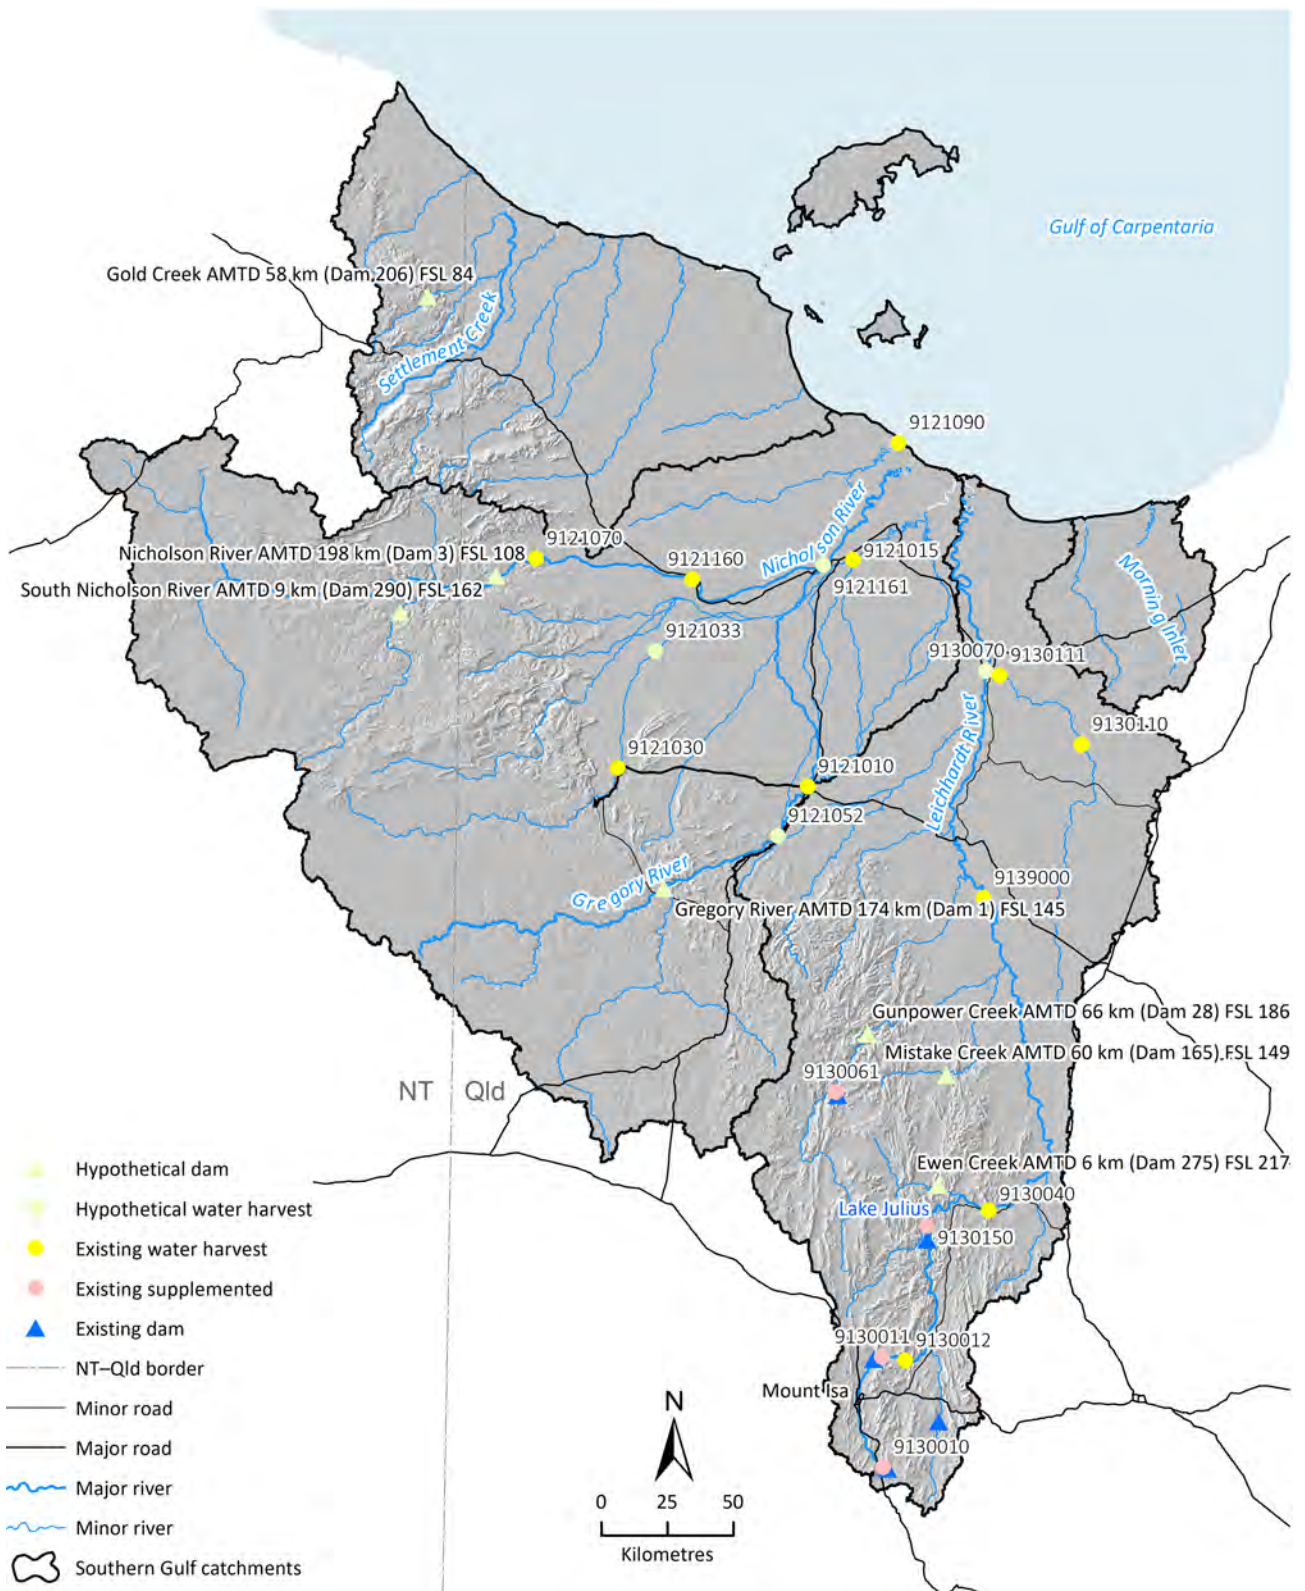 Gulf of Carpentaria
Gold Creek AMTD 58 km (Dam 206) FSL 84
Settlement Creek
9121090
Nicholson River
Nicholson River AMTD 198 km (Dam 3) FSL 108
9121070
9121160
9121015
South Nicholson River AMTD 9 km (Dam 290) FSL 162
9121161
Morning Inlet
9121033
9130070
9130111
9130110
Leichhardt River
9121030
9121010
9121052
Gregory River
9139000
Gregory River AMTD 174 km (Dam 1) FSL 145
Gunpower Creek AMTD 66 km (Dam 28) FSL 186
Mistake Creek AMTD 60 km (Dam 165) FSL 149
9130061
NT
Qld
Ewen Creek AMTD 6 km (Dam 275) FSL 217
9130040
Lake Julius
9130150
9130011
9130012
Mount Isa
9130010
Hypothetical dam
Hypothetical water harvest
Existing water harvest
Existing supplemented
Existing dam
NT–Qld border
Minor road
Major road
Major river
Minor river
Southern Gulf catchments
N
0 25 50
Kilometres